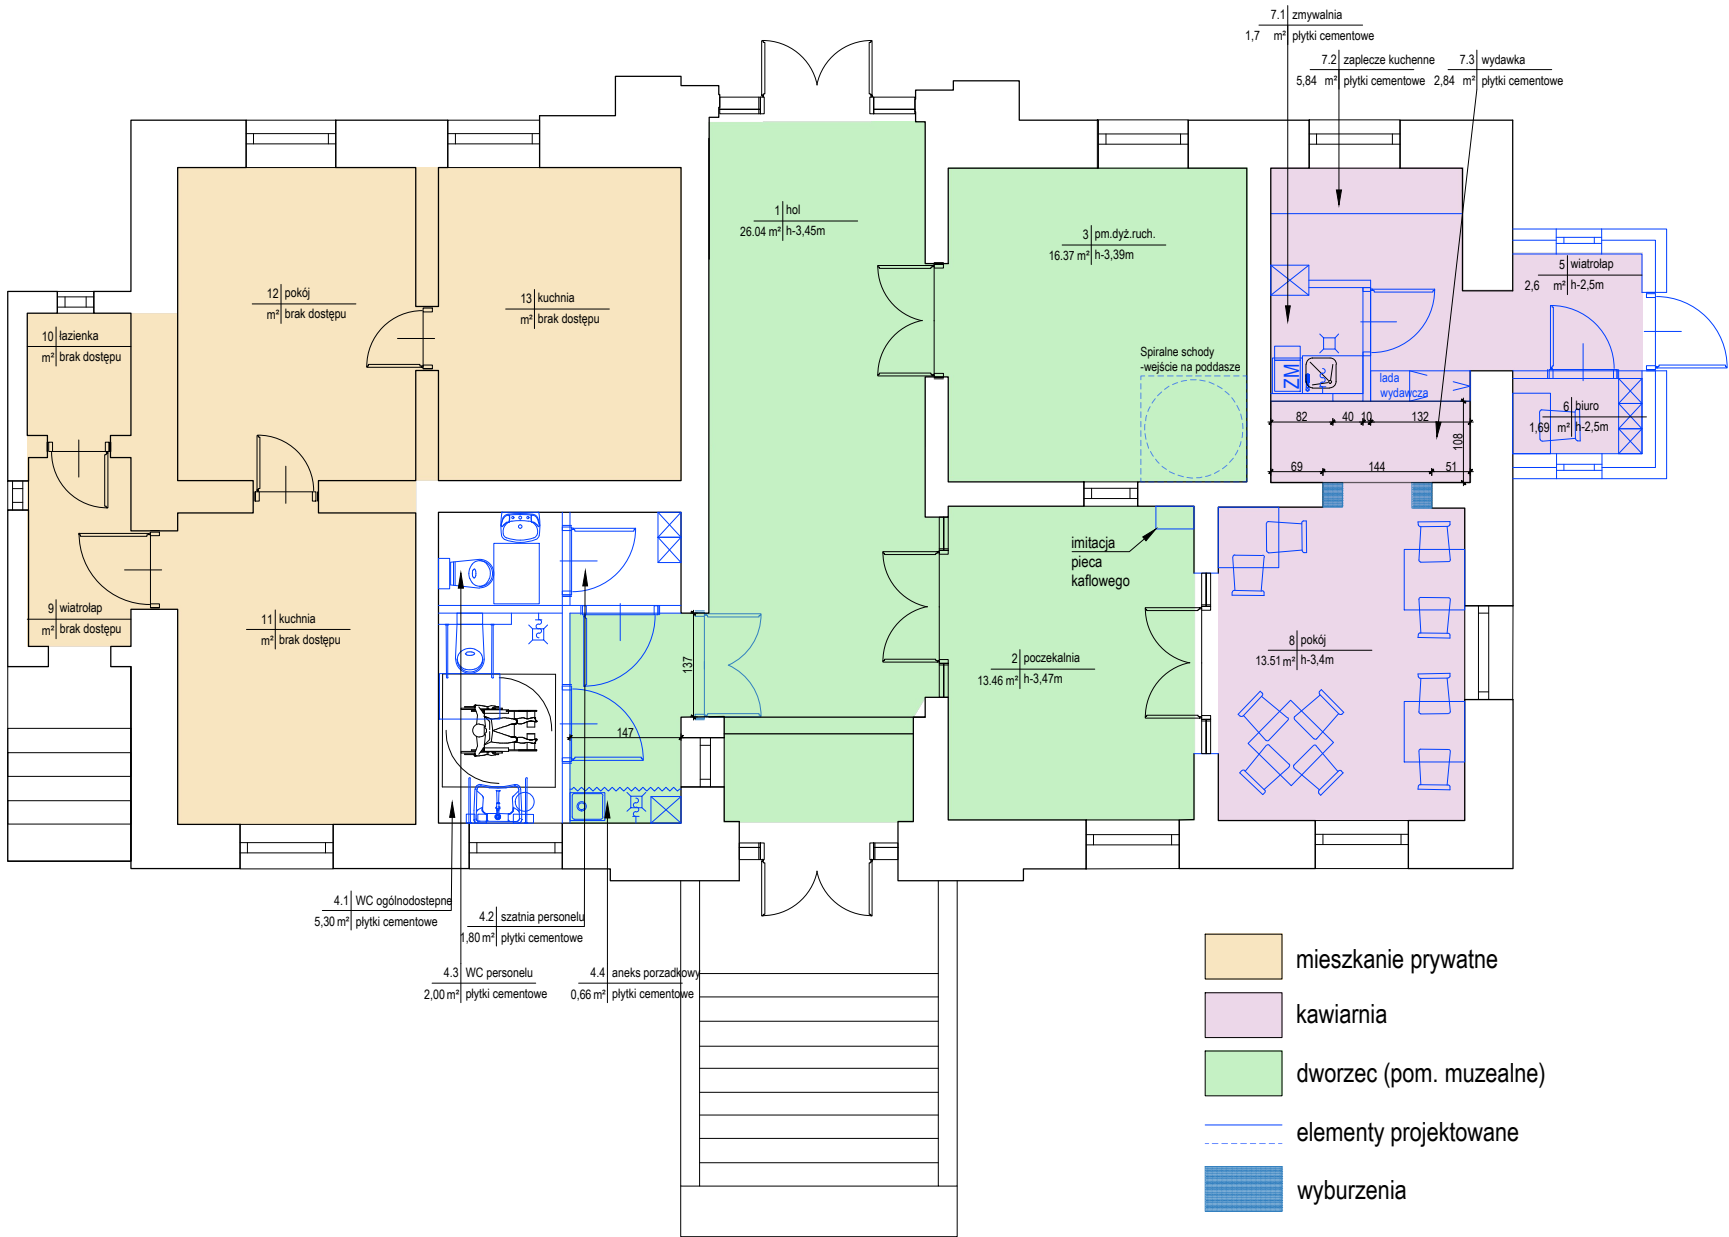 7.1 zmywalnia
1,7 m² płytki cementowe
7.2 zaplecze kuchenne
5,84 m² płytki cementowe
7.3 wydawka
2,84 m² płytki cementowe
1 hol
26.04 m² h-3,45m
3 pm.dyż.ruch.
16.37 m² h-3,39m
5 wiatrołap
2,6 m² h-2,5m
12 pokój
m² brak dostępu
13 kuchnia
m² brak dostępu
10 łazienka
m² brak dostępu
Spiralne schody
-wejście na poddasze
ZM
lada
wydawcza
6 biuro
1,69 m² h-2,5m
82 40 10 132
108
69 144 51
imitacja
pieca
kaflowego
9 wiatrołap
m² brak dostępu
11 kuchnia
m² brak dostępu
137
147
2 poczekalnia
13.46 m² h-3,47m
8 pokój
13.51 m² h-3,4m
4.1 WC ogólnodostepne
5,30 m² płytki cementowe
4.2 szatnia personelu
1,80 m² płytki cementowe
4.3 WC personelu
2,00 m² płytki cementowe
4.4 aneks porzadkowy
0,66 m² płytki cementowe
mieszkanie prywatne
kawiarnia
dworzec (pom. muzealne)
elementy projektowane
wyburzenia